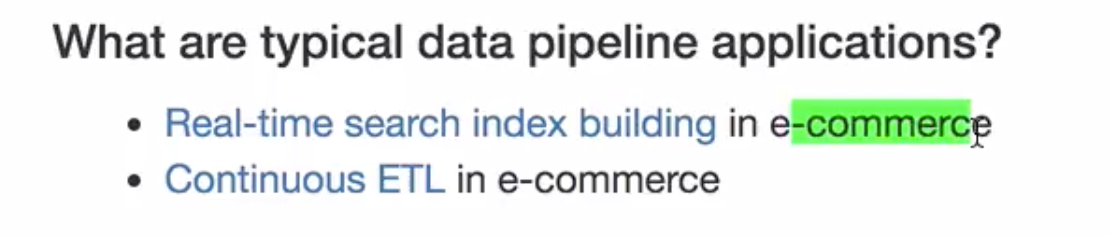 What are typical data pipeline applications?
• Real-time search index building in e-commerce
• Continuous ETL in e-commerce